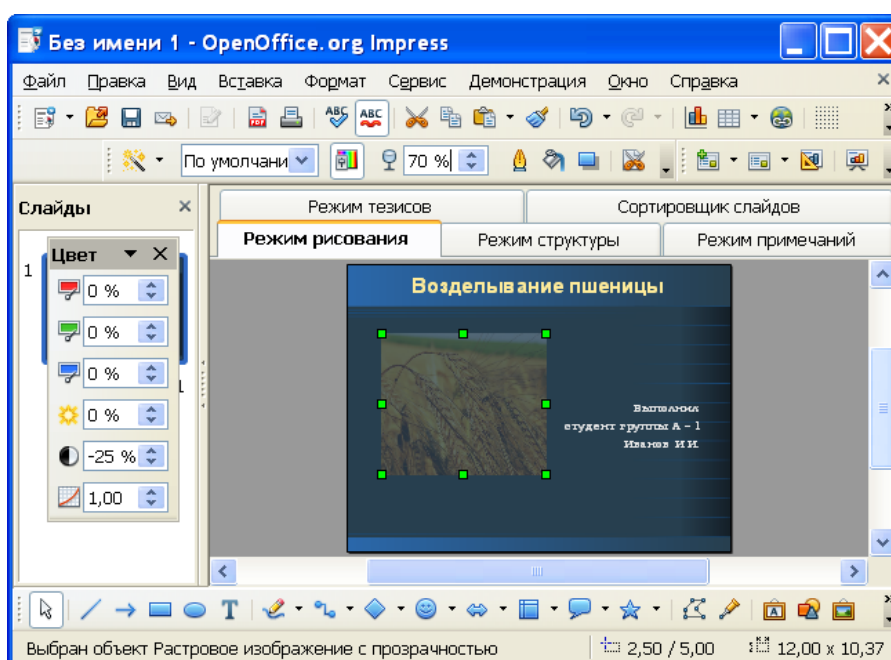 Без имени 1 - OpenOffice.org Impress
Файл Правка Вид Вставка Формат Сервис Демонстрация Окно Справка
По умолчани 70 %
Слайды
Режим тезисов Сортировщик слайдов
Режим рисования Режим структуры Режим примечаний
Цвет
1
0 %
0 %
0 %
0 %
-25 %
1,00
Возделывание пшеницы
Выполнил
студент группы А - 1
Иванов И И
Выбран объект Растровое изображение с прозрачностью 2,50 / 5,00 12,00 x 10,37